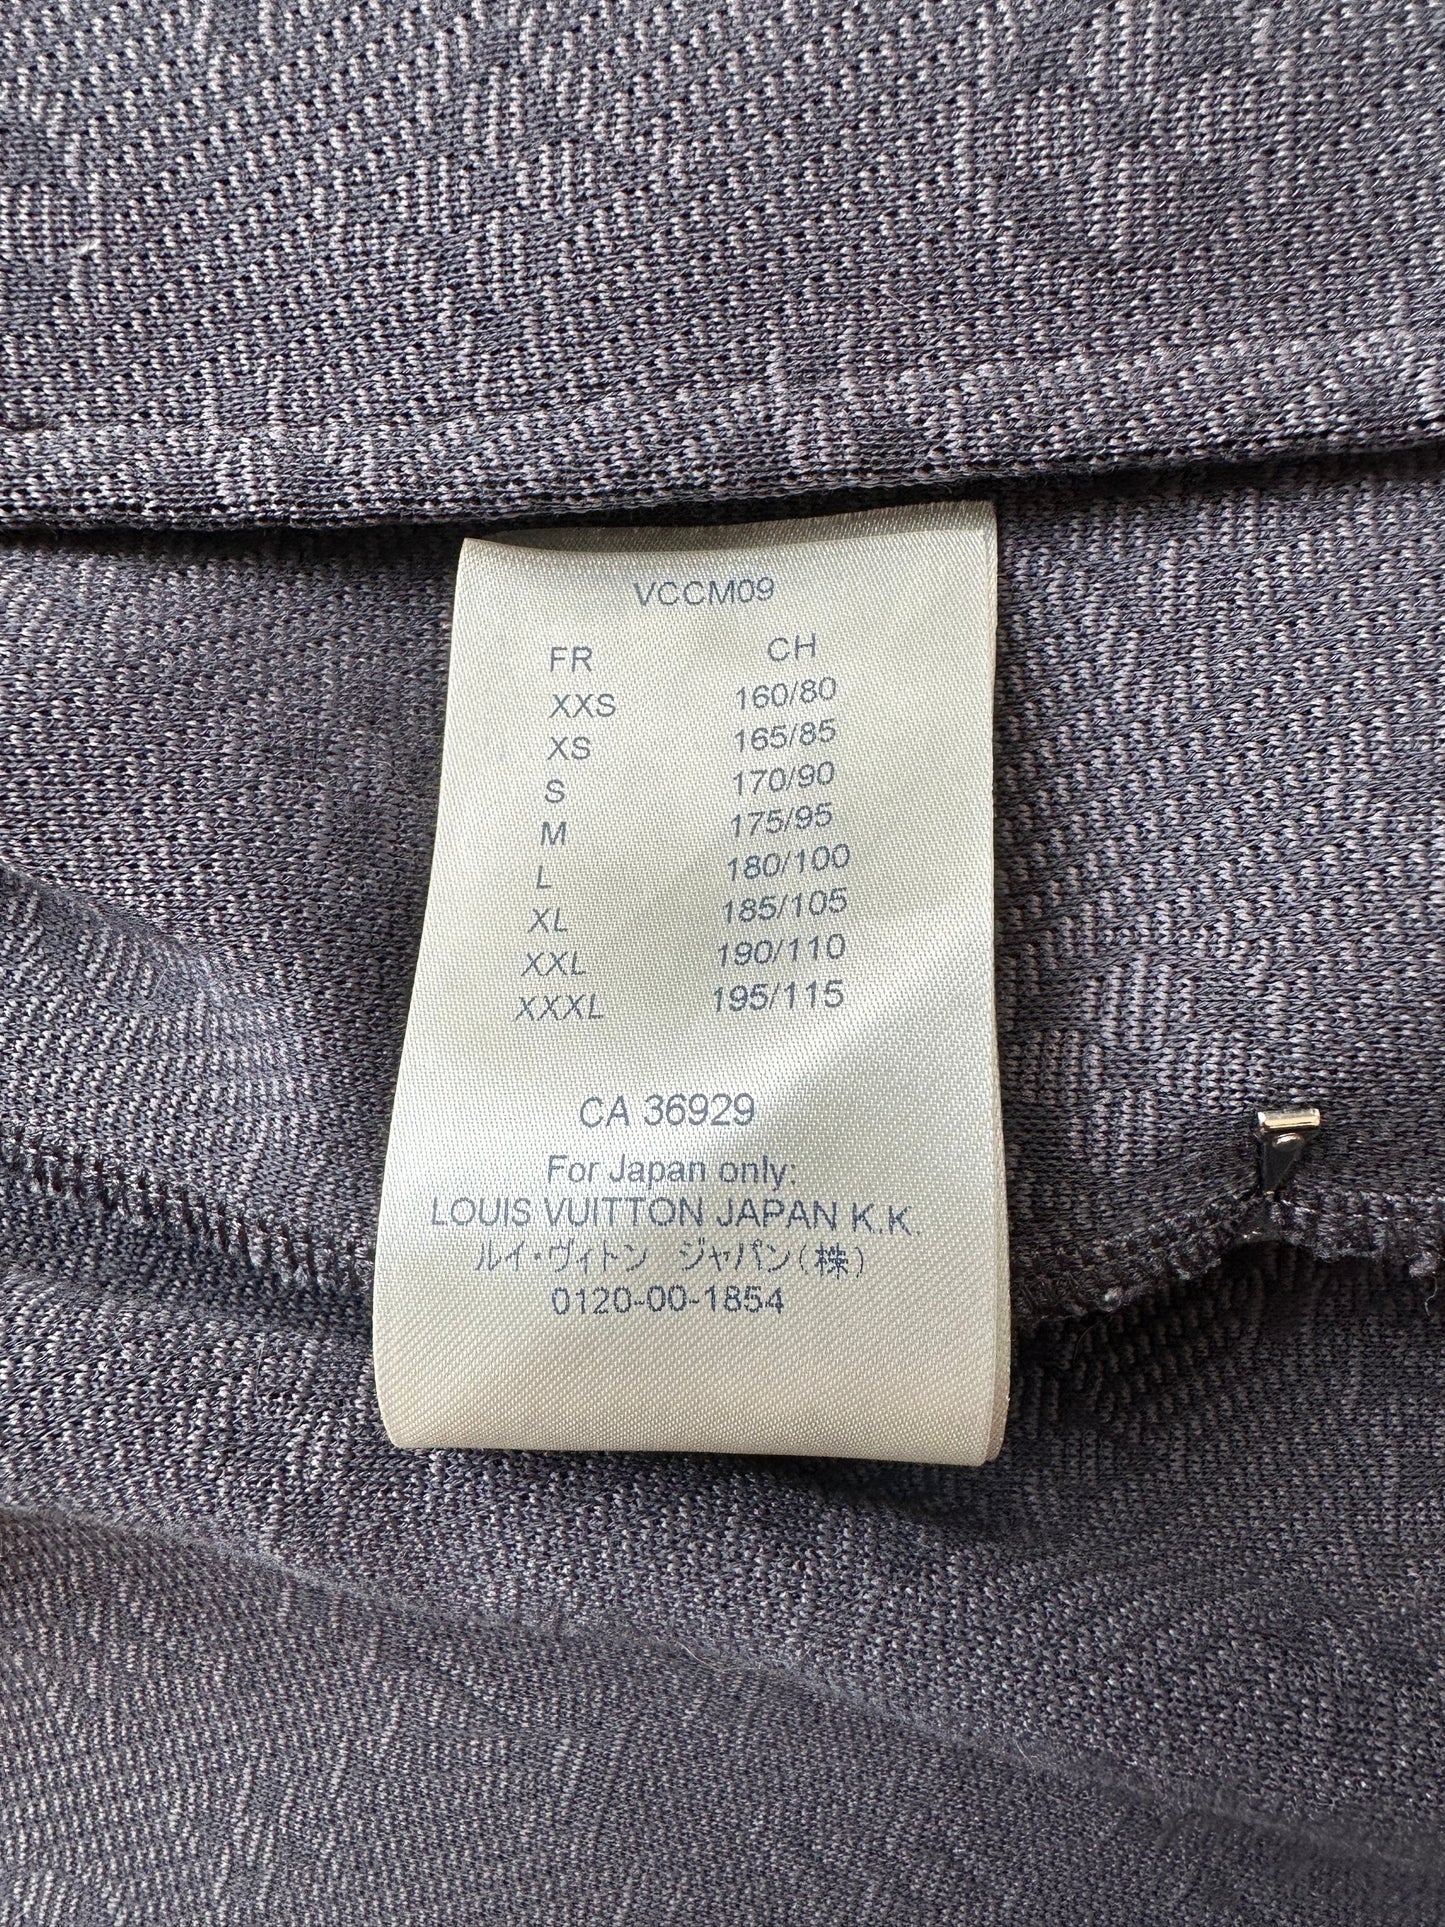 VCCM09
FR CH
XXS 160/80
XS 165/85
S 170/90
M 175/95
L 180/100
XL 185/105
XXL 190/110
XXXL 195/115
CA 36929
For Japan only:
LOUIS VUITTON JAPAN K.K.
ルイ・ヴィトン ジャパン(株)
0120-00-1854